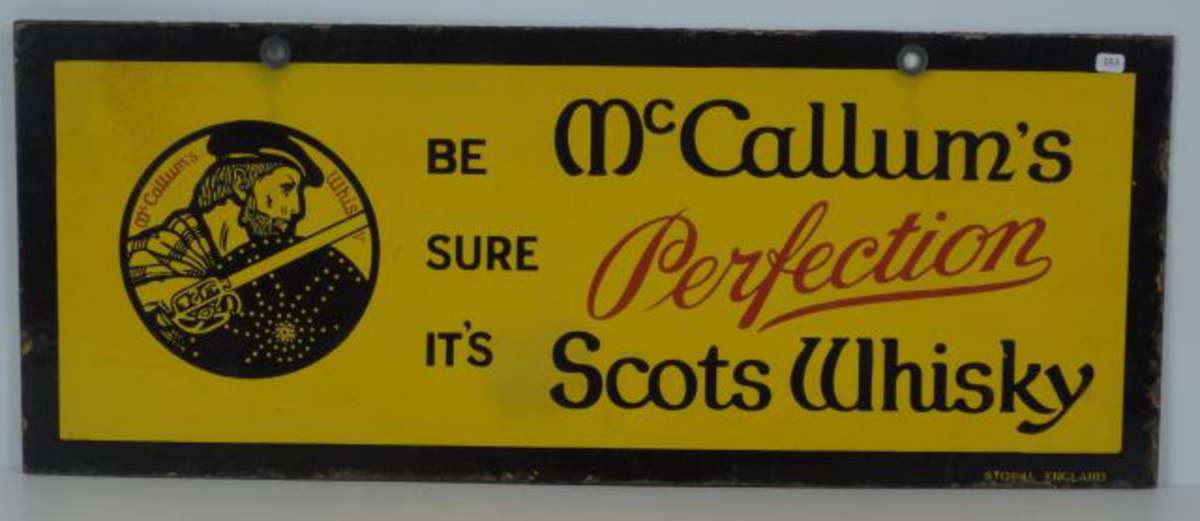 McCallum's
Whisky
BE
SURE
IT'S
McCallum's
Perfection
Scots Whisky
ENGLAND